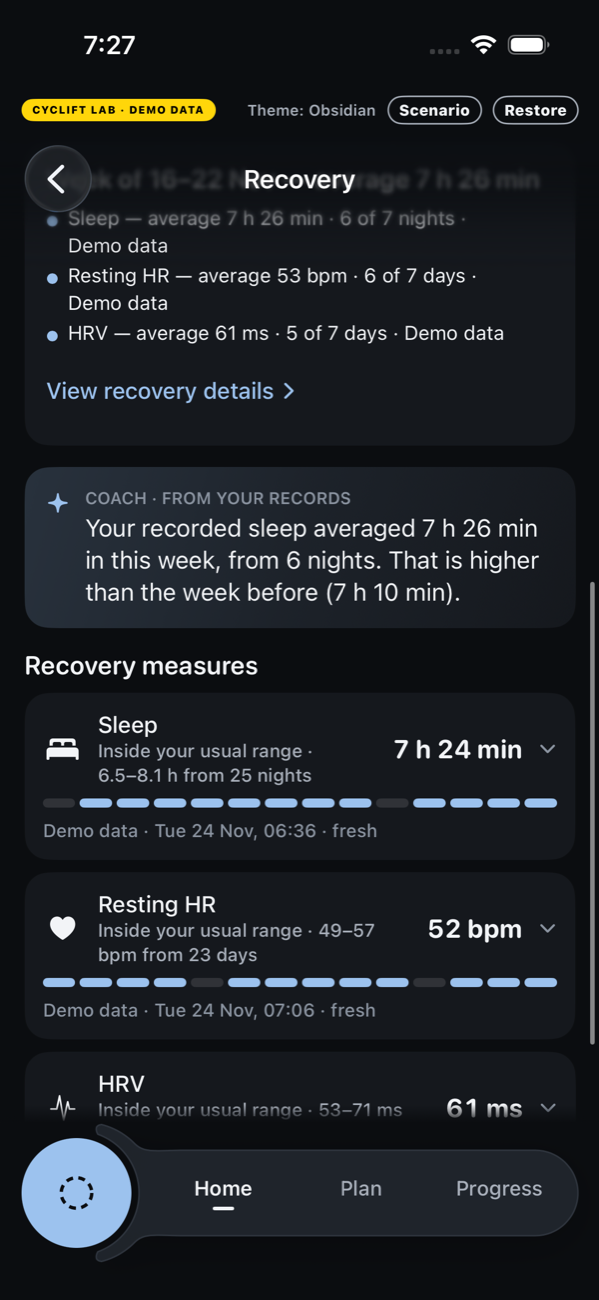 7:27
CYCLIFT LAB · DEMO DATA
Theme: Obsidian
Scenario
Restore
Recovery
7 h 26 min
Sleep — average 7 h 26 min · 6 of 7 nights ·
Demo data
Resting HR — average 53 bpm · 6 of 7 days ·
Demo data
HRV — average 61 ms · 5 of 7 days · Demo data
View recovery details
COACH · FROM YOUR RECORDS
Your recorded sleep averaged 7 h 26 min
in this week, from 6 nights. That is higher
than the week before (7 h 10 min).
Recovery measures
Sleep
Inside your usual range ·
6.5–8.1 h from 25 nights
7 h 24 min
Demo data · Tue 24 Nov, 06:36 · fresh
Resting HR
Inside your usual range · 49–57
bpm from 23 days
52 bpm
Demo data · Tue 24 Nov, 07:06 · fresh
HRV
Inside your usual range · 53–71 ms
61 ms
Home
Plan
Progress